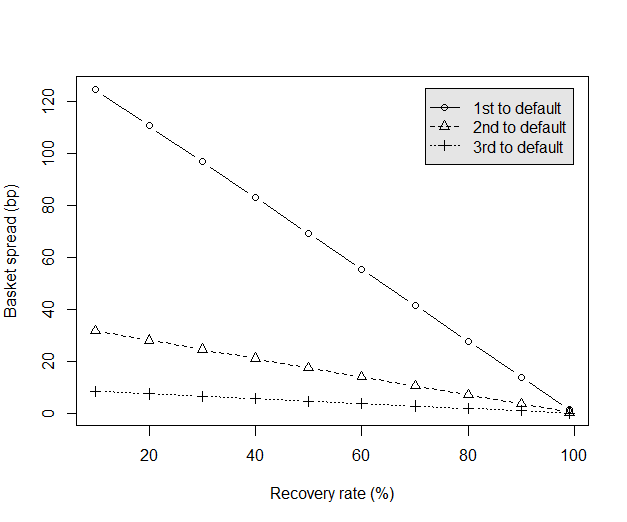 1st to default
2nd to default
3rd to default
Basket spread (bp)
120
100
80
60
40
20
0
20
40
60
80
100
Recovery rate (%)